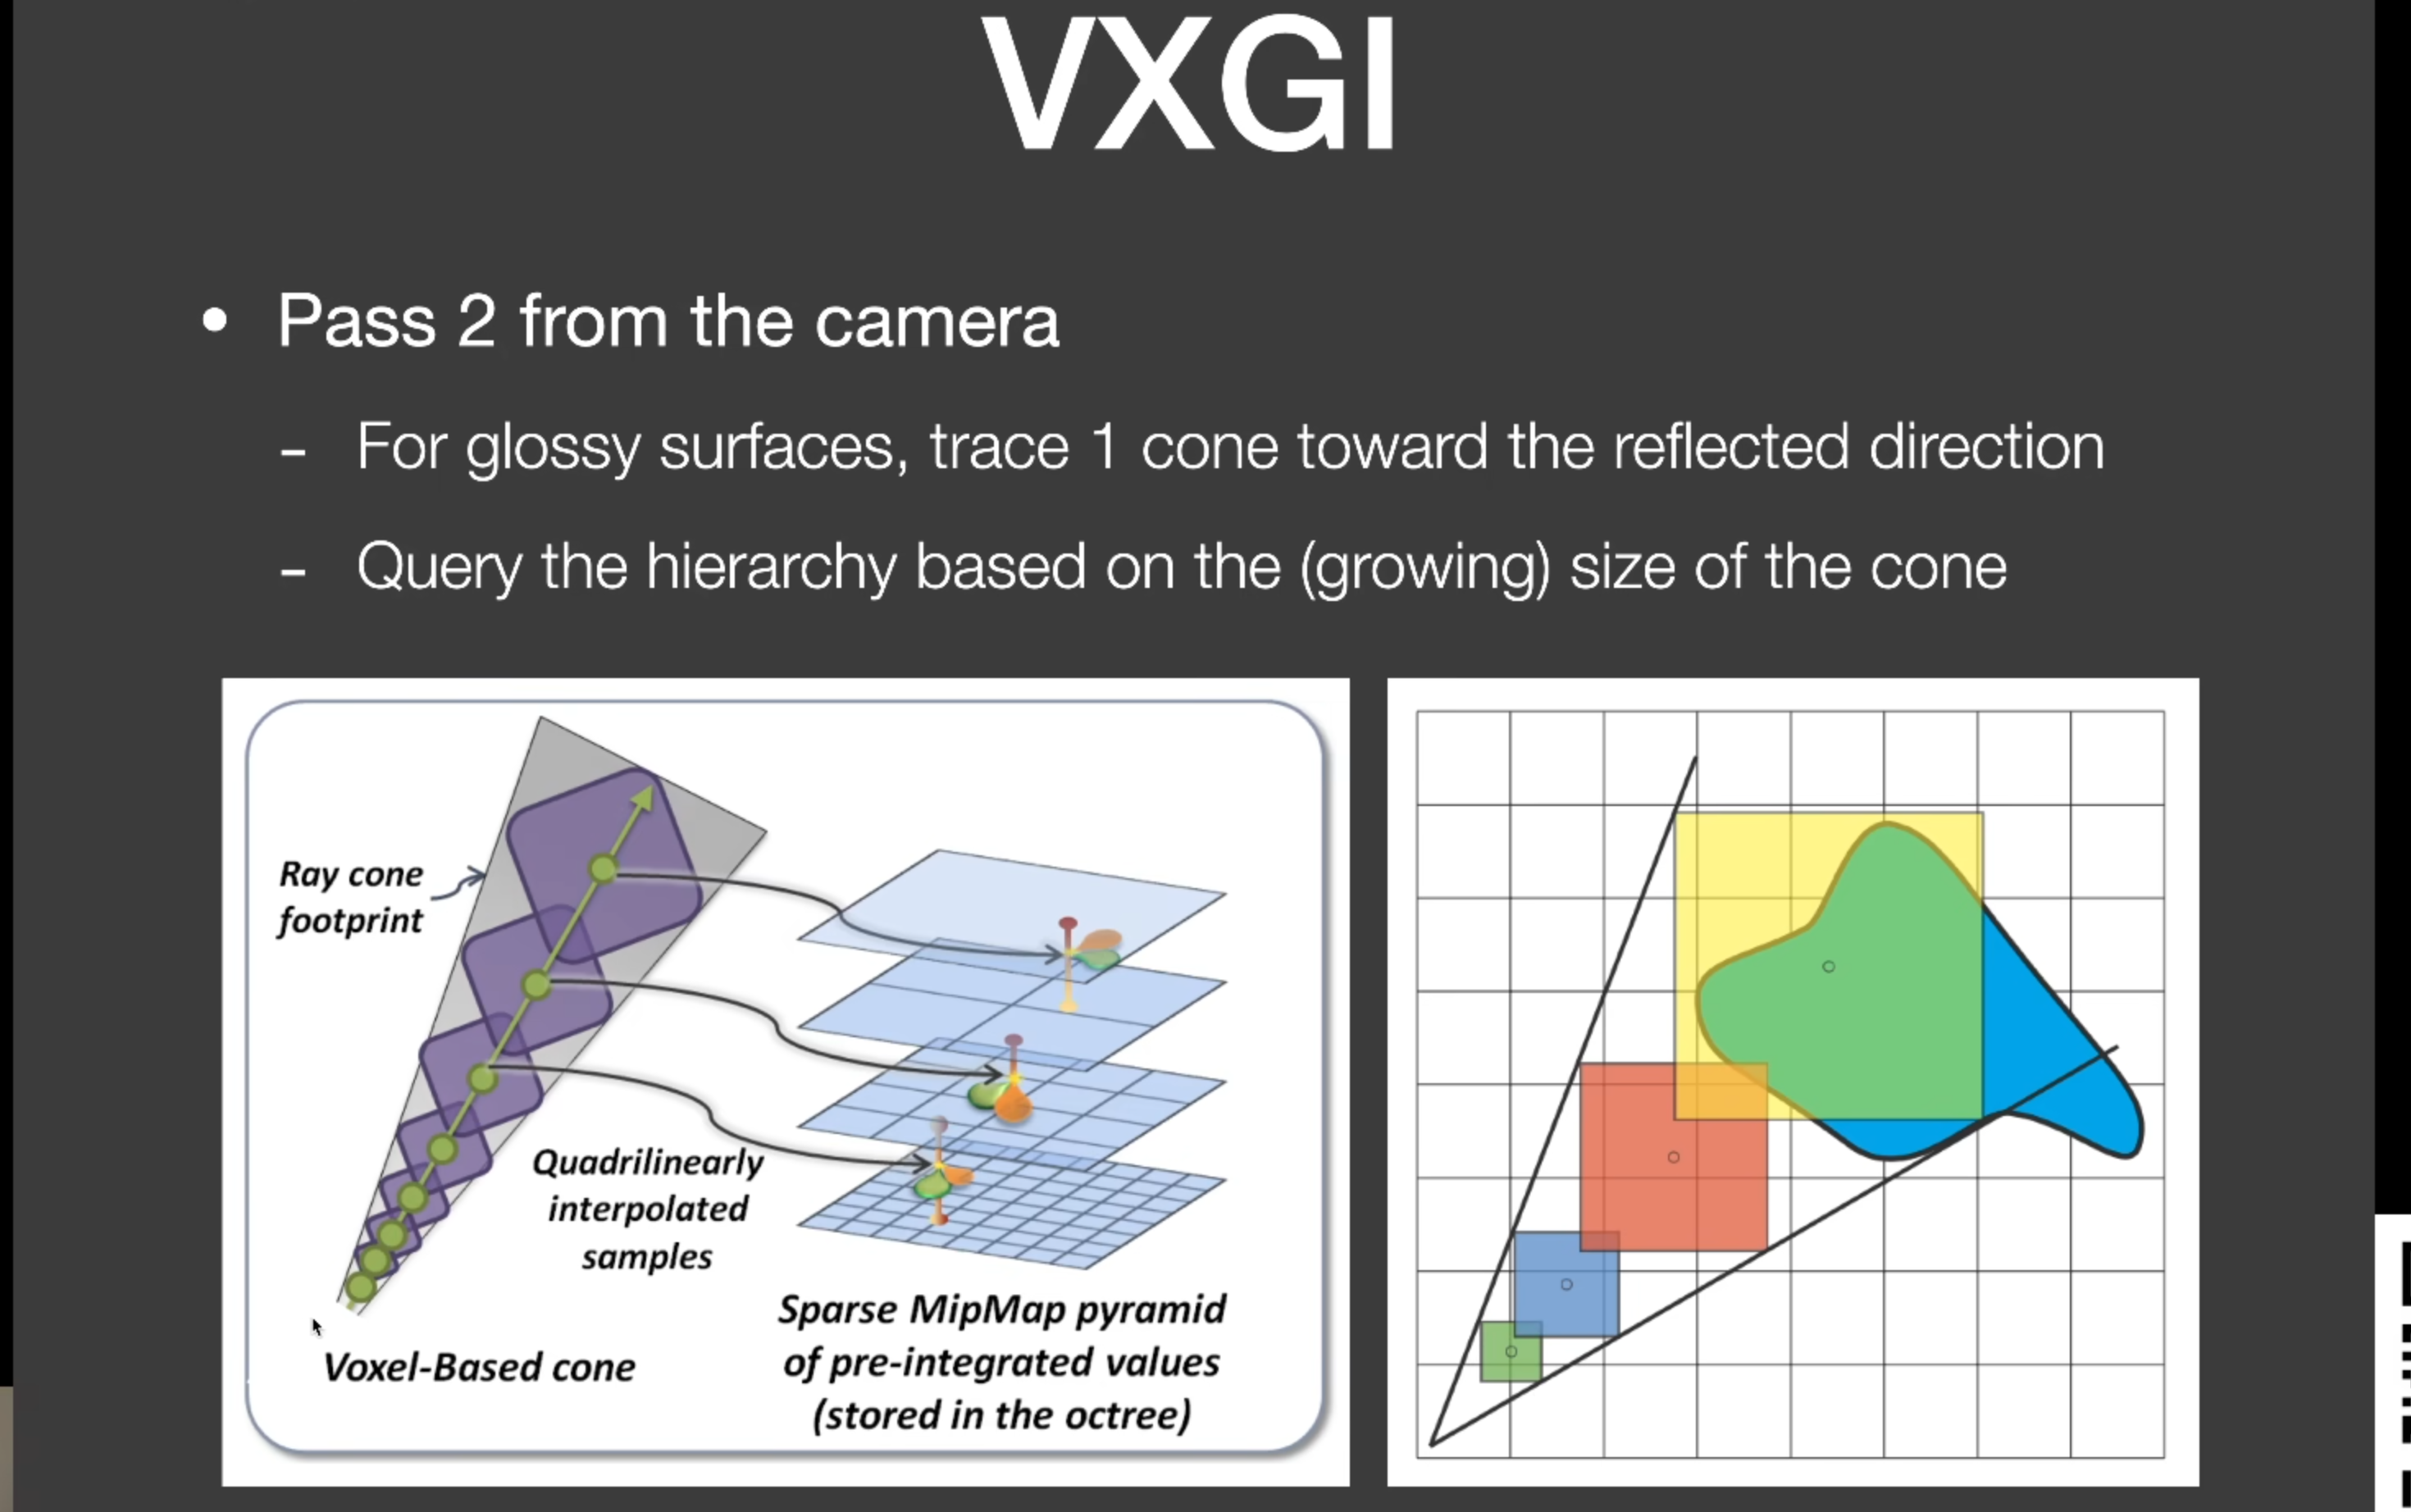 VXGI
• Pass 2 from the camera
- For glossy surfaces, trace 1 cone toward the reflected direction
- Query the hierarchy based on the (growing) size of the cone
Ray cone
footprint
Quadrilinearly
interpolated
samples
Voxel-Based cone
Sparse MipMap pyramid
of pre-integrated values
(stored in the octree)